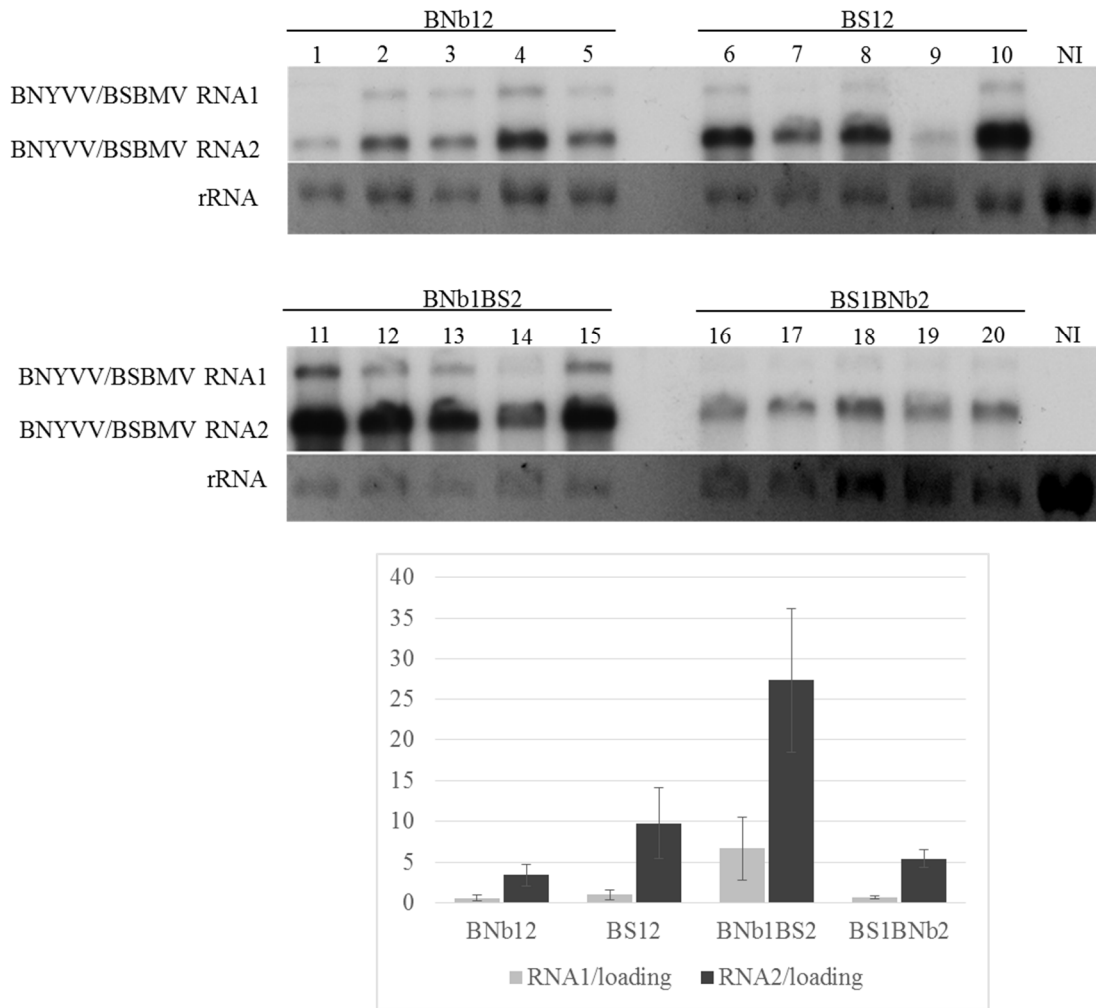 BNb12 BS12
1 2 3 4 5 6 7 8 9 10 NI
BNYVV/BSBMV RNA1
BNYVV/BSBMV RNA2
rRNA
BNb1BS2 BS1BNb2
11 12 13 14 15 16 17 18 19 20 NI
BNYVV/BSBMV RNA1
BNYVV/BSBMV RNA2
rRNA
40
35
30
25
20
15
10
5
0
BNb12 BS12 BNb1BS2 BS1BNb2
RNA1/loading RNA2/loading